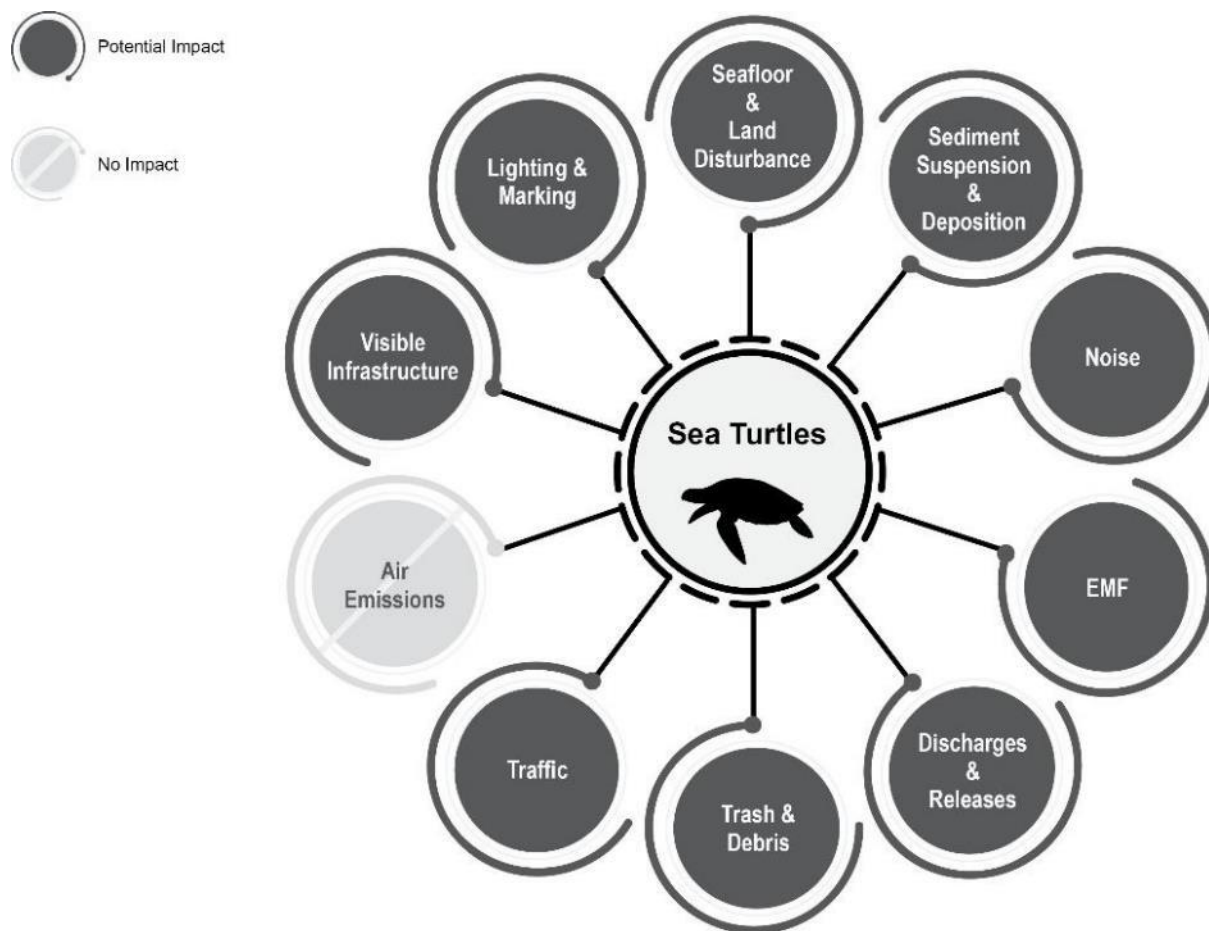 Potential Impact
No Impact
Seafloor
&
Land
Disturbance
Sediment
Suspension
&
Deposition
Noise
EMF
Discharges
&
Releases
Trash &
Debris
Traffic
Air
Emissions
Visible
Infrastructure
Lighting &
Marking
Sea Turtles